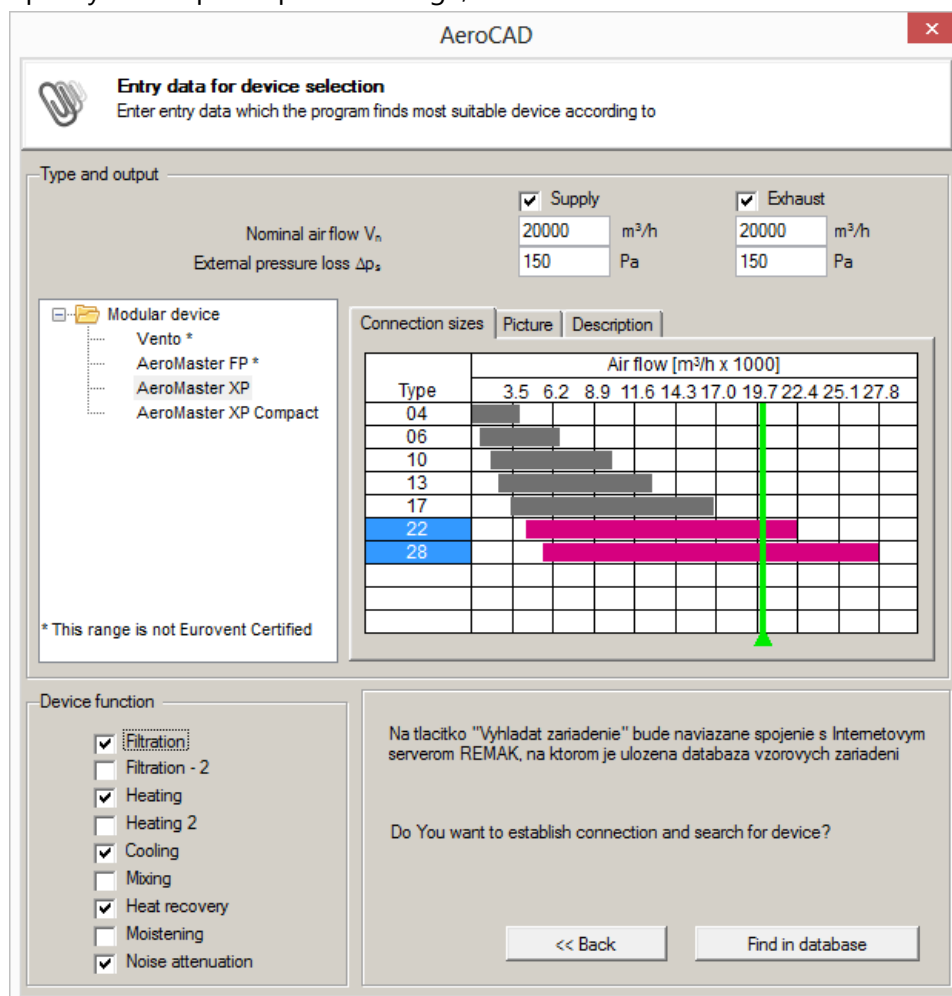 AeroCAD
Entry data for device selection
Enter entry data which the program finds most suitable device according to
Type and output
Supply Exhaust
Nominal air flow Vₙ 20000 m³/h 20000 m³/h
External pressure loss Δpₛ 150 Pa 150 Pa
Modular device
Vento *
AeroMaster FP *
AeroMaster XP
AeroMaster XP Compact
* This range is not Eurovent Certified
Connection sizes Picture Description
Air flow [m³/h x 1000]
Type 3.5 6.2 8.9 11.6 14.3 17.0 19.7 22.4 25.1 27.8
04
06
10
13
17
22
28
Device function
Filtration
Filtration - 2
Heating
Heating 2
Cooling
Mixing
Heat recovery
Moistening
Noise attenuation
Na tlacitko "Vyhladat zariadenie" bude naviazane spojenie s Internetovym
serverom REMAK, na ktorom je ulozena databaza vzorovych zariadeni
Do You want to establish connection and search for device?
<< Back Find in database